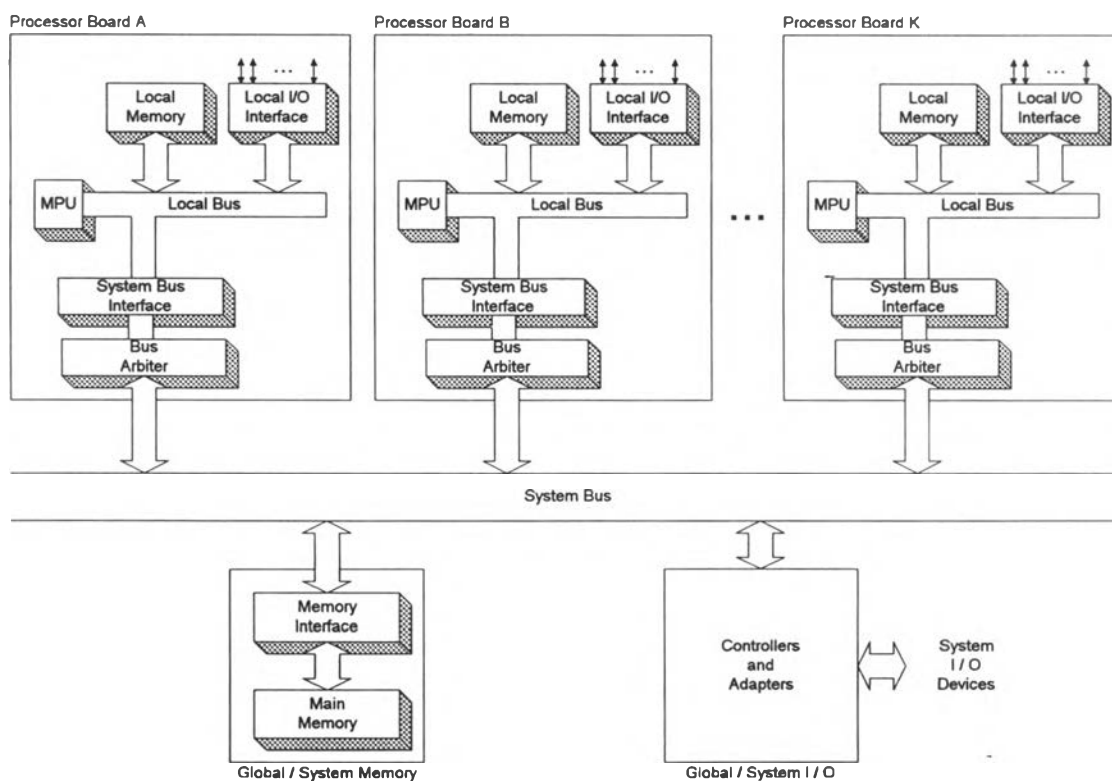 Processor Board A
Processor Board B
Processor Board K
Local
Memory
Local I/O
Interface
...
MPU
Local Bus
System Bus
Interface
Bus
Arbiter
Local
Memory
Local I/O
Interface
...
MPU
Local Bus
System Bus
Interface
Bus
Arbiter
...
Local
Memory
Local I/O
Interface
...
MPU
Local Bus
System Bus
Interface
Bus
Arbiter
System Bus
Memory
Interface
Main
Memory
Global / System Memory
Controllers
and
Adapters
Global / System I / O
System
I / O
Devices